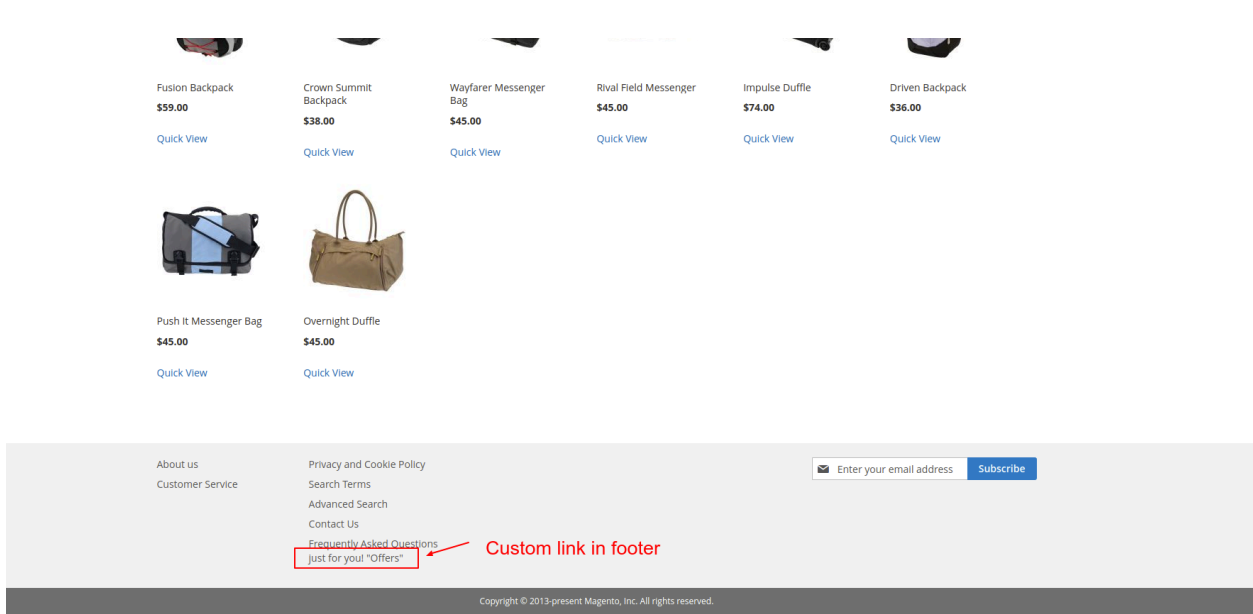 Fusion Backpack
$59.00
Quick View
Crown Summit
Backpack
$38.00
Quick View
Wayfarer Messenger
Bag
$45.00
Quick View
Rival Field Messenger
$45.00
Quick View
Impulse Duffle
$74.00
Quick View
Driven Backpack
$36.00
Quick View
Push It Messenger Bag
$45.00
Quick View
Overnight Duffle
$45.00
Quick View
About us
Customer Service
Privacy and Cookie Policy
Search Terms
Advanced Search
Contact Us
Frequently Asked Questions
just for you! "Offers"
Custom link in footer
Enter your email address
Subscribe
Copyright © 2013-present Magento, Inc. All rights reserved.